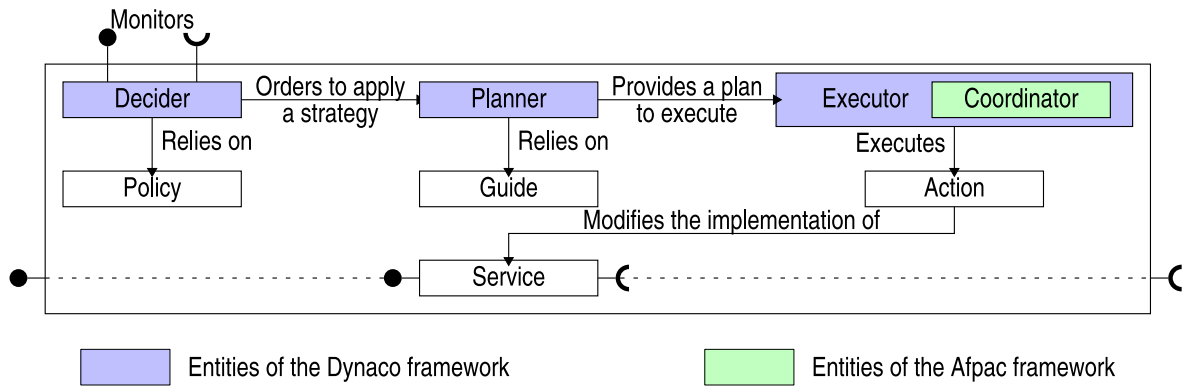 Monitors
Decider
Orders to apply
a strategy
Planner
Provides a plan
to execute
Executor
Coordinator
Relies on
Relies on
Executes
Policy
Guide
Action
Modifies the implementation of
Service
Entities of the Dynaco framework
Entities of the Afpac framework